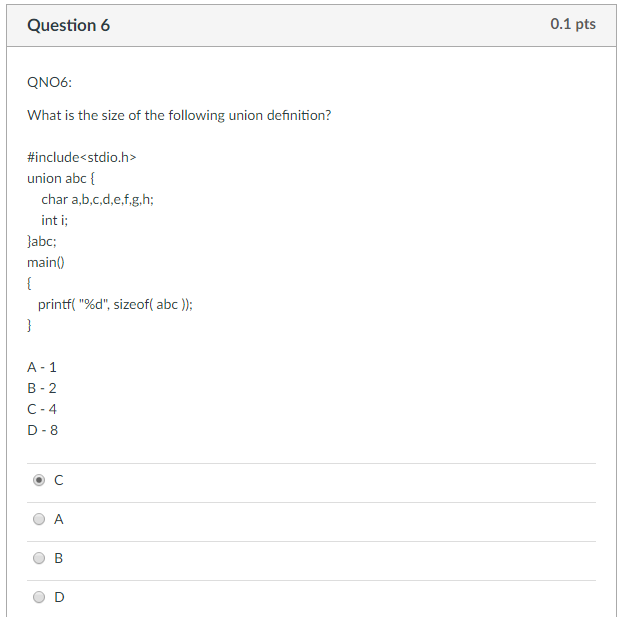 Question 6
0.1 pts
QNO6:
What is the size of the following union definition?
#include<stdio.h>
union abc {
char a,b,c,d,e,f,g,h;
int i;
}abc;
main()
{
printf( "%d", sizeof( abc ));
}
A - 1
B - 2
C - 4
D - 8
C
A
B
D